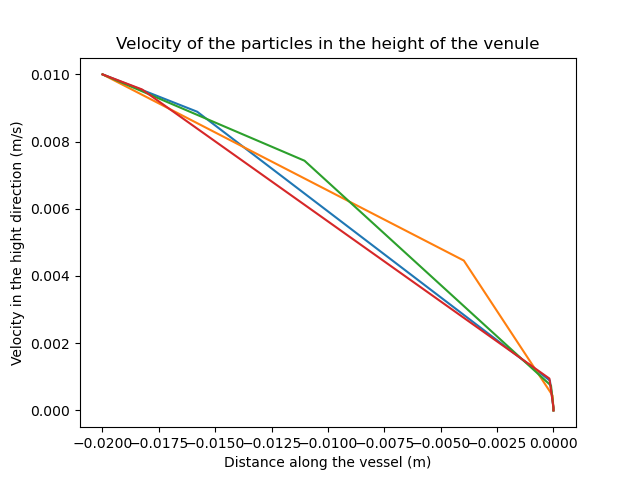 Velocity of the particles in the height of the venule
0.010
0.008
0.006
0.004
0.002
0.000
Velocity in the hight direction (m/s)
−0.0200 −0.0175 −0.0150 −0.0125 −0.0100 −0.0075 −0.0050 −0.0025 0.0000
Distance along the vessel (m)